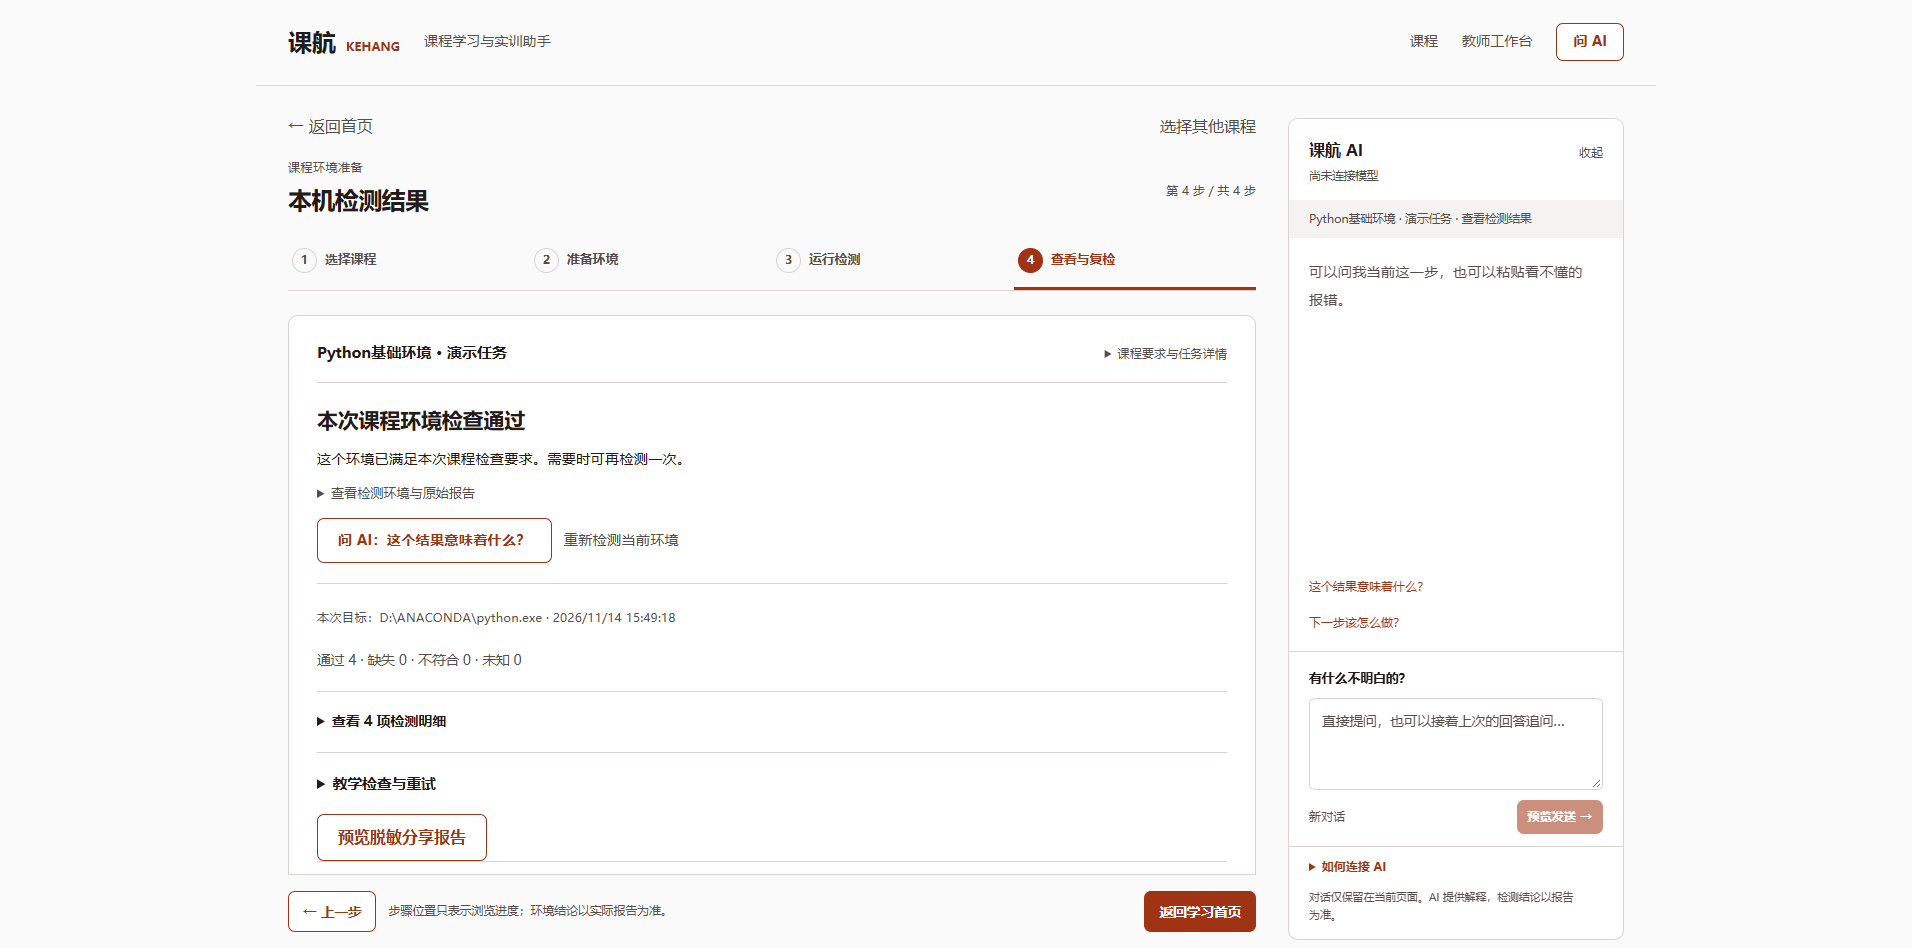 课航 KEHANG 课程学习与实训助手
课程 教师工作台 问 AI
← 返回首页
选择其他课程
课程环境准备
本机检测结果
第 4 步 / 共 4 步
1 选择课程
2 准备环境
3 运行检测
4 查看与复检
Python基础环境 • 演示任务
▶ 课程要求与任务详情
本次课程环境检查通过
这个环境已满足本次课程检查要求。需要时可再检测一次。
▶ 查看检测环境与原始报告
问 AI：这个结果意味着什么？
重新检测当前环境
本次目标：D:\ANACONDA\python.exe · 2026/11/14 15:49:18
通过 4 · 缺失 0 · 不符合 0 · 未知 0
▶ 查看 4 项检测明细
▶ 教学检查与重试
预览脱敏分享报告
← 上一步
步骤位置只表示浏览进度；环境结论以实际报告为准。
返回学习首页
课航 AI
收起
尚未连接模型
Python基础环境 · 演示任务 · 查看检测结果
可以问我当前这一步，也可以粘贴看不懂的
报错。
这个结果意味着什么？
下一步该怎么做？
有什么不明白的？
直接提问，也可以接着上次的回答追问…
新对话
预览发送 →
▶ 如何连接 AI
对话仅保留在当前页面。AI 提供解释，检测结论以报告
为准。